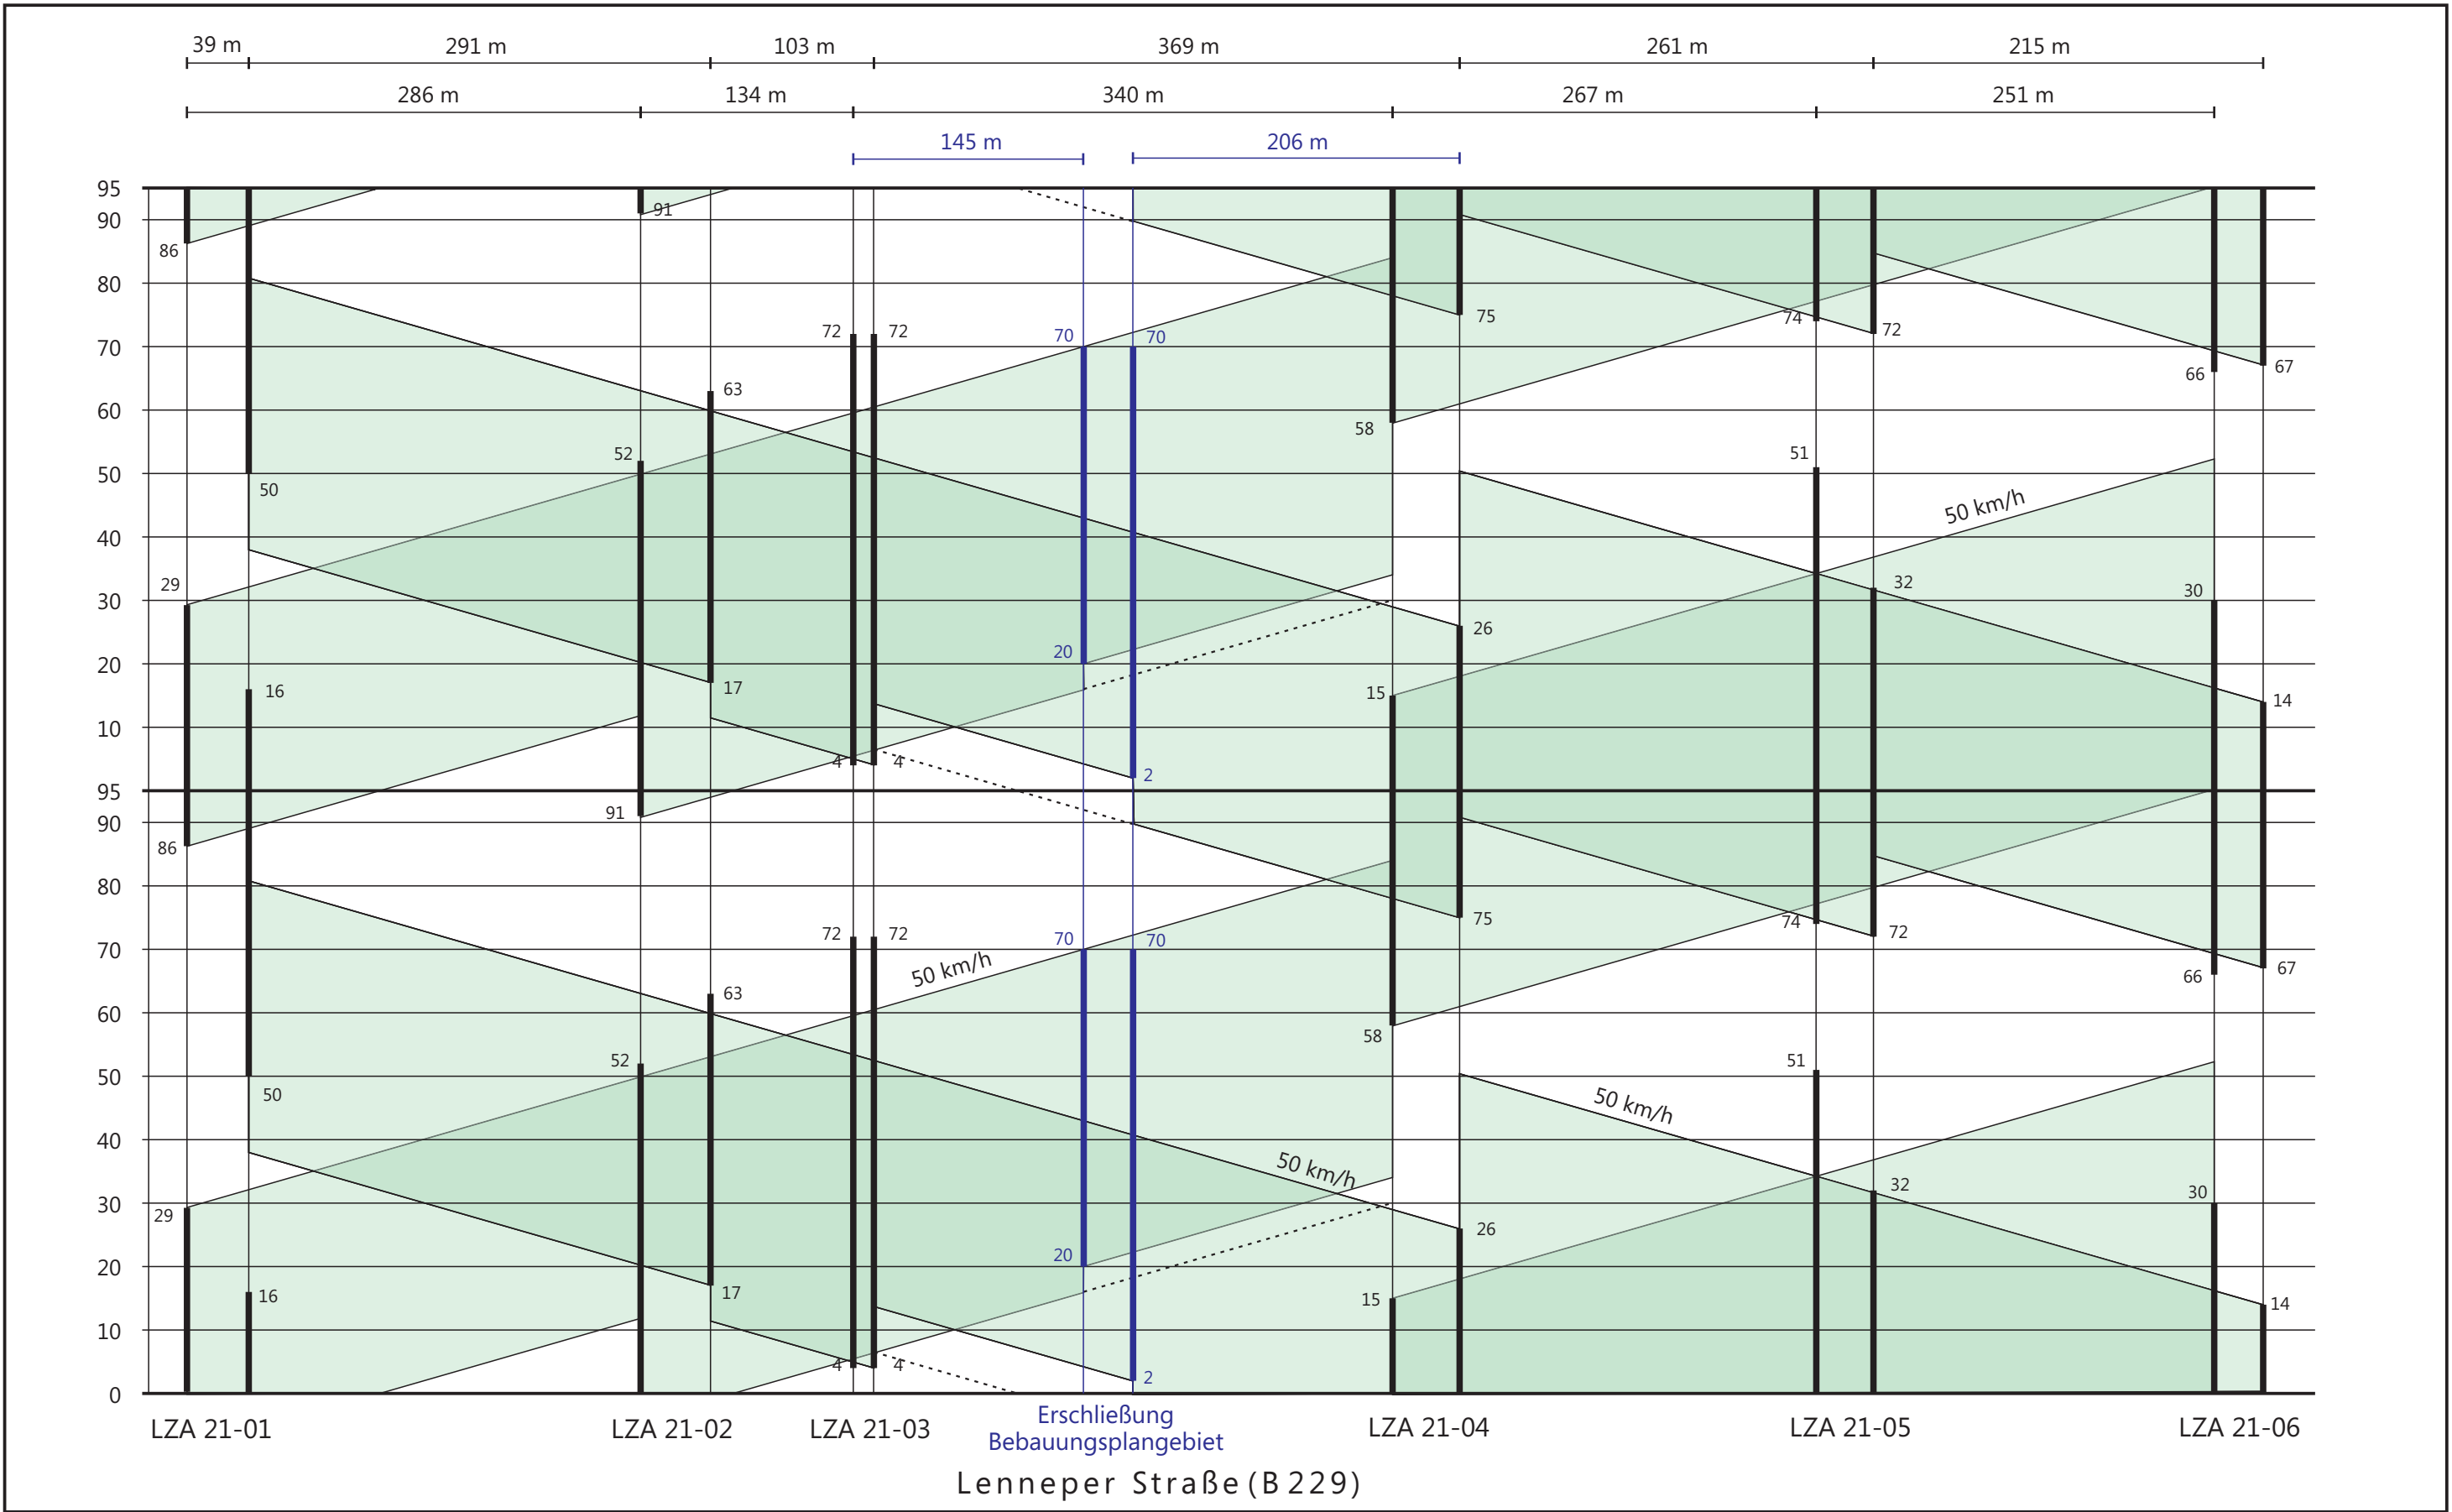 39 m 291 m 103 m 369 m 261 m 215 m
286 m 134 m 340 m 267 m 251 m
145 m 206 m
95
91
90
86
80
70 72 72 70 70 75 74 72 66 67
63
60
58
52 51
50
50
50 km/h
40
29 32 30
30
26
20 20
16 17 15 14
10
4 4 2
95
91
90
86
80
75 74 72
72 72 70 70
70
66 67
50 km/h
63
60
58
52 51
50
50
50 km/h
40
50 km/h
30
29 32 30
26
20 20
16 17 15 14
10
4 4 2
0
LZA 21-01 LZA 21-02 LZA 21-03 Erschließung LZA 21-04 LZA 21-05 LZA 21-06
Bebauungsplangebiet
Lenneper Straße (B 229)